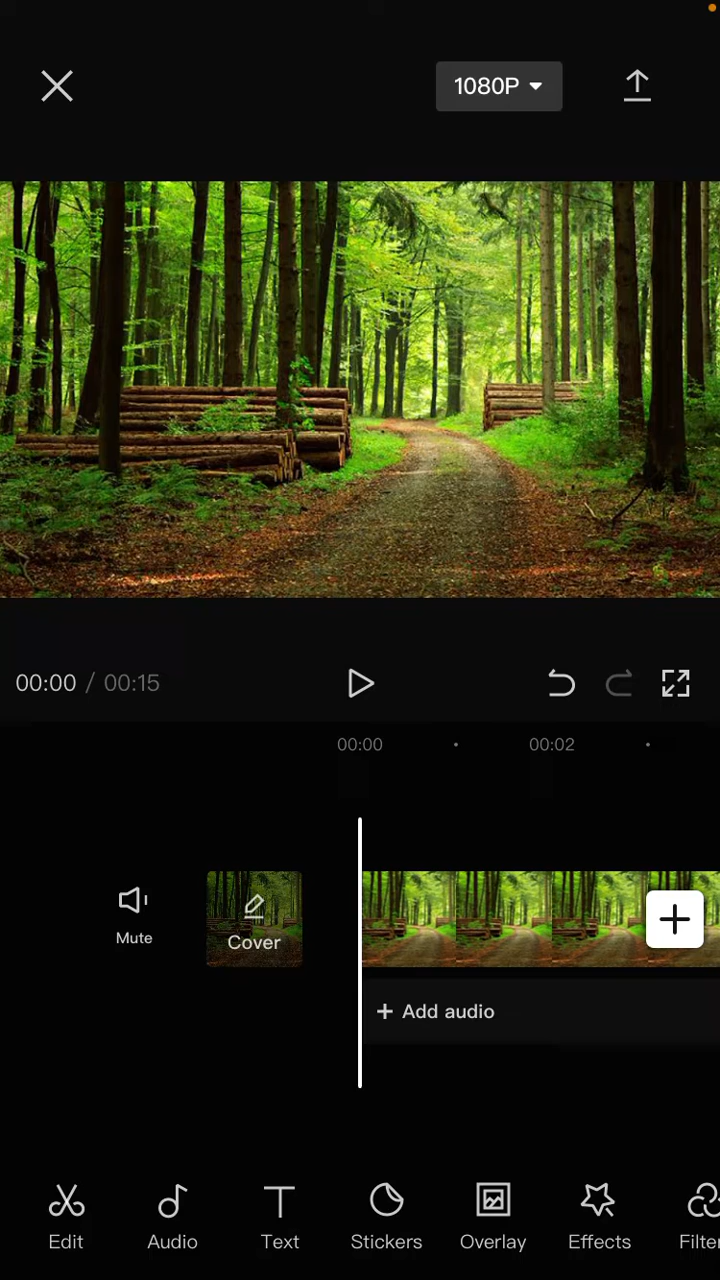 1080P
00:00 / 00:15
00:00
00:02
Mute
Cover
+ Add audio
Edit
Audio
Text
Stickers
Overlay
Effects
Filter